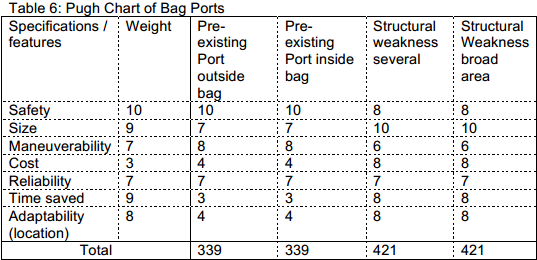 Table 6: Pugh Chart of Bag Ports
Specifications / features Weight Pre-existing Port outside bag Pre-existing Port inside bag Structural weakness several Structural Weakness broad area
Safety 10 10 10 8 8
Size 9 7 7 10 10
Maneuverability 7 8 8 6 6
Cost 3 4 4 8 8
Reliability 7 7 7 7 7
Time saved 9 3 3 8 8
Adaptability (location) 8 4 4 8 8
Total 339 339 421 421